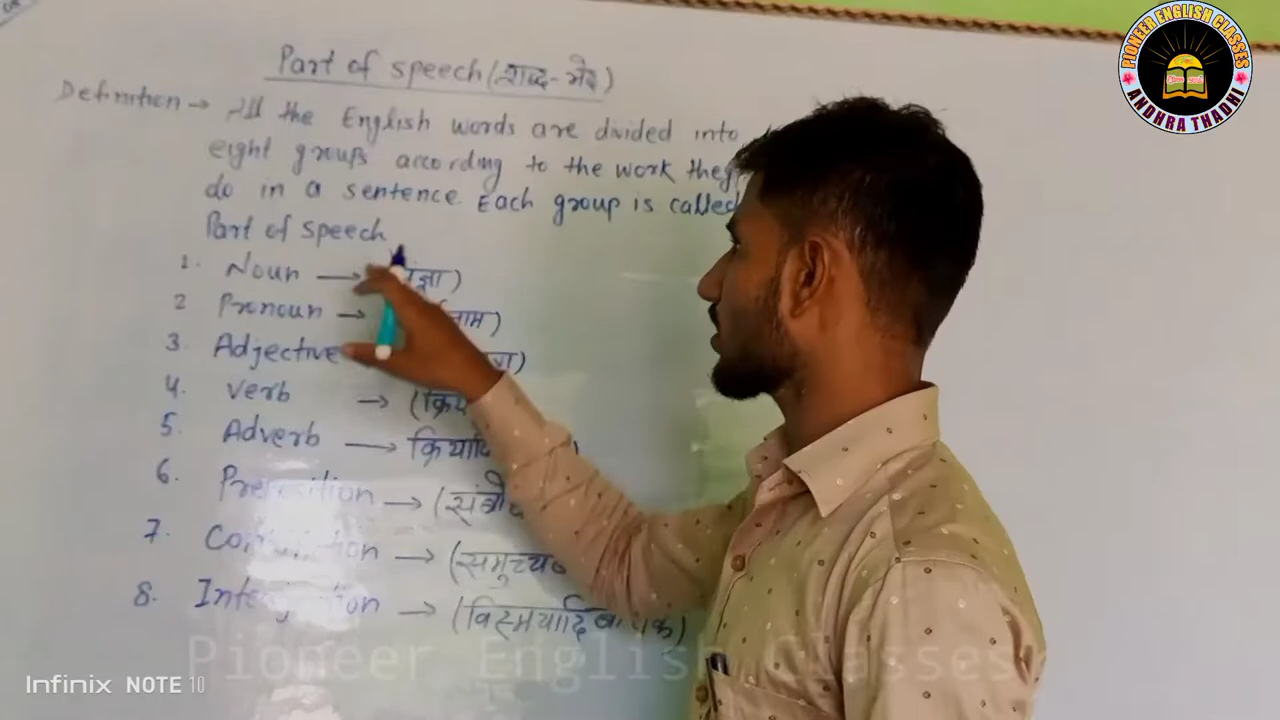 PIONEER ENGLISH CLASSES
ANDHRA THADHI
Part of speech (शब्द-भेद)
Definition → All the English words are divided into
eight groups according to the work they
do in a sentence. Each group is called
Part of speech
1. Noun →
2 Pronoun →
3. Adjective
4. Verb →
5. Adverb →
6. Preposition →
7. Conjunction →
8. Interjection → (विस्मयादि
Pioneer English Classes
Infinix NOTE 10